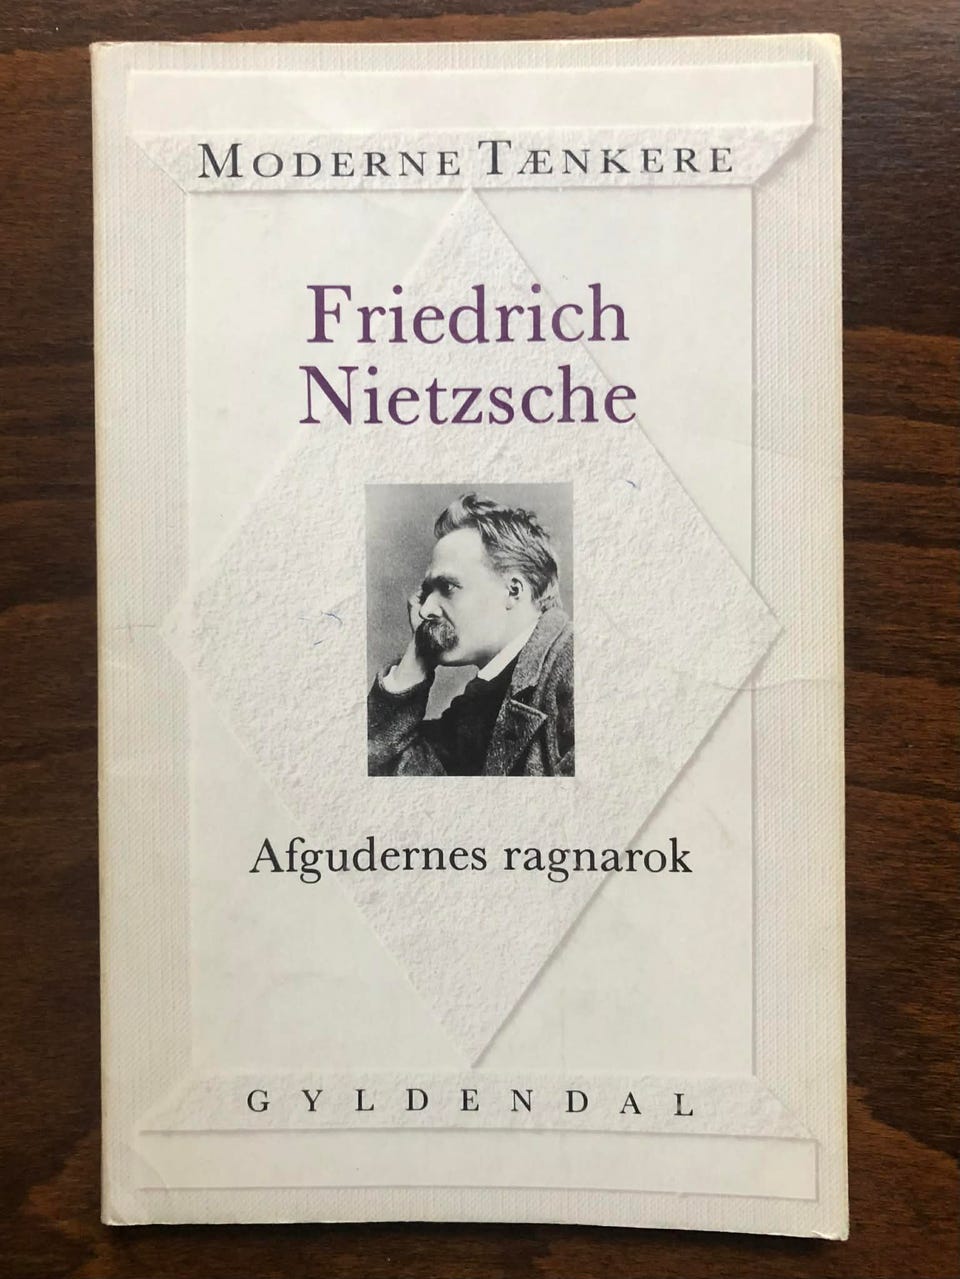 MODERNE TÆNKERE
Friedrich
Nietzsche
Afgudernes ragnarok
GYLDENDAL